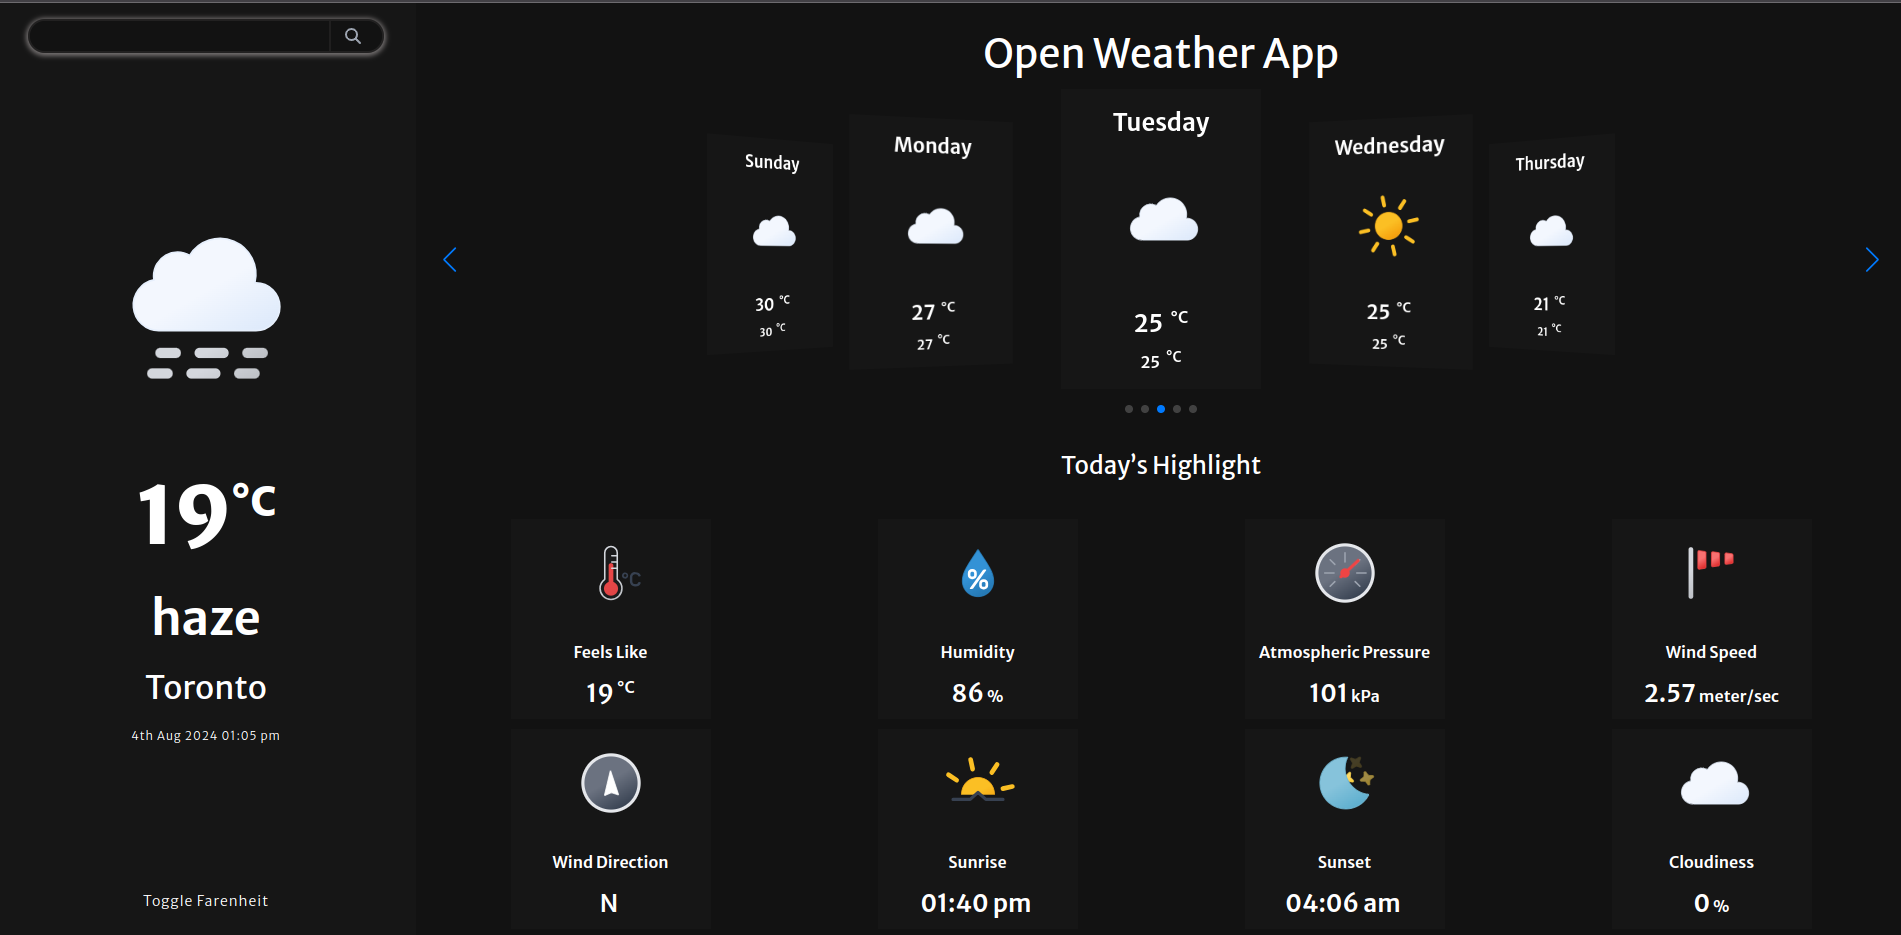 Open Weather App
Sunday
30 °C
30 °C
Monday
27 °C
27 °C
Tuesday
25 °C
25 °C
Wednesday
25 °C
25 °C
Thursday
21 °C
21 °C
19°C
haze
Toronto
4th Aug 2024 01:05 pm
Toggle Farenheit
Today’s Highlight
°C
Feels Like
19 °C
%
Humidity
86 %
Atmospheric Pressure
101 kPa
Wind Speed
2.57 meter/sec
Wind Direction
N
Sunrise
01:40 pm
Sunset
04:06 am
Cloudiness
0 %